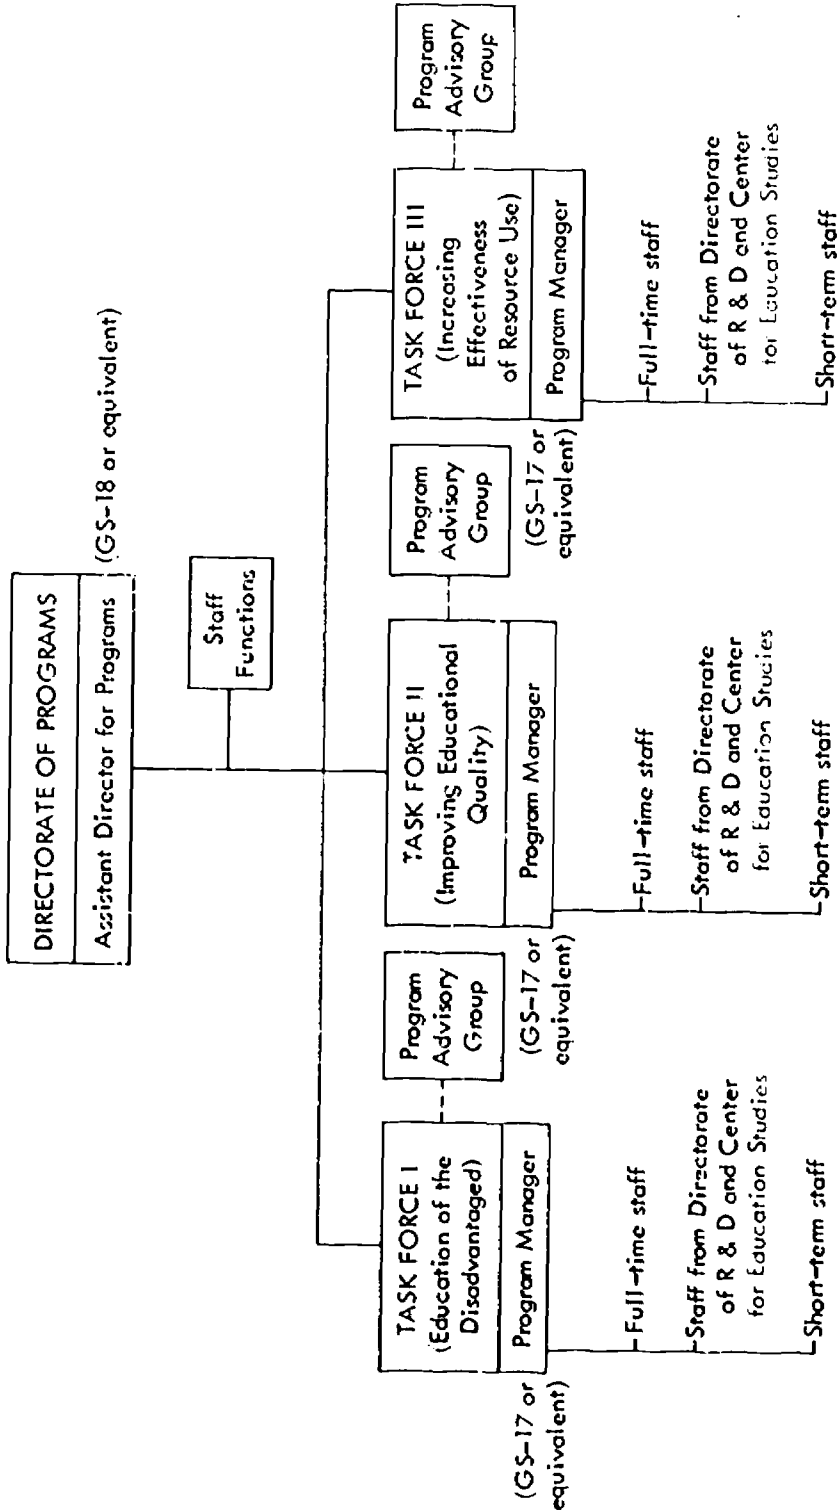 DIRECTORATE OF PROGRAMS
Assistant Director for Programs
(GS-18 or equivalent)
Staff
Functions
TASK FORCE I
(Education of the
Disadvantaged)
Program Manager
(GS-17 or
equivalent)
Program
Advisory
Group
Full-time staff
Staff from Directorate
of R & D and Center
for Education Studies
Short-term staff
TASK FORCE II
(Improving Educational
Quality)
Program Manager
(GS-17 or
equivalent)
Program
Advisory
Group
Full-time staff
Staff from Directorate
of R & D and Center
for Education Studies
Short-term staff
TASK FORCE III
(Increasing
Effectiveness
of Resource Use)
Program Manager
(GS-17 or
equivalent)
Program
Advisory
Group
Full-time staff
Staff from Directorate
of R & D and Center
for Education Studies
Short-term staff